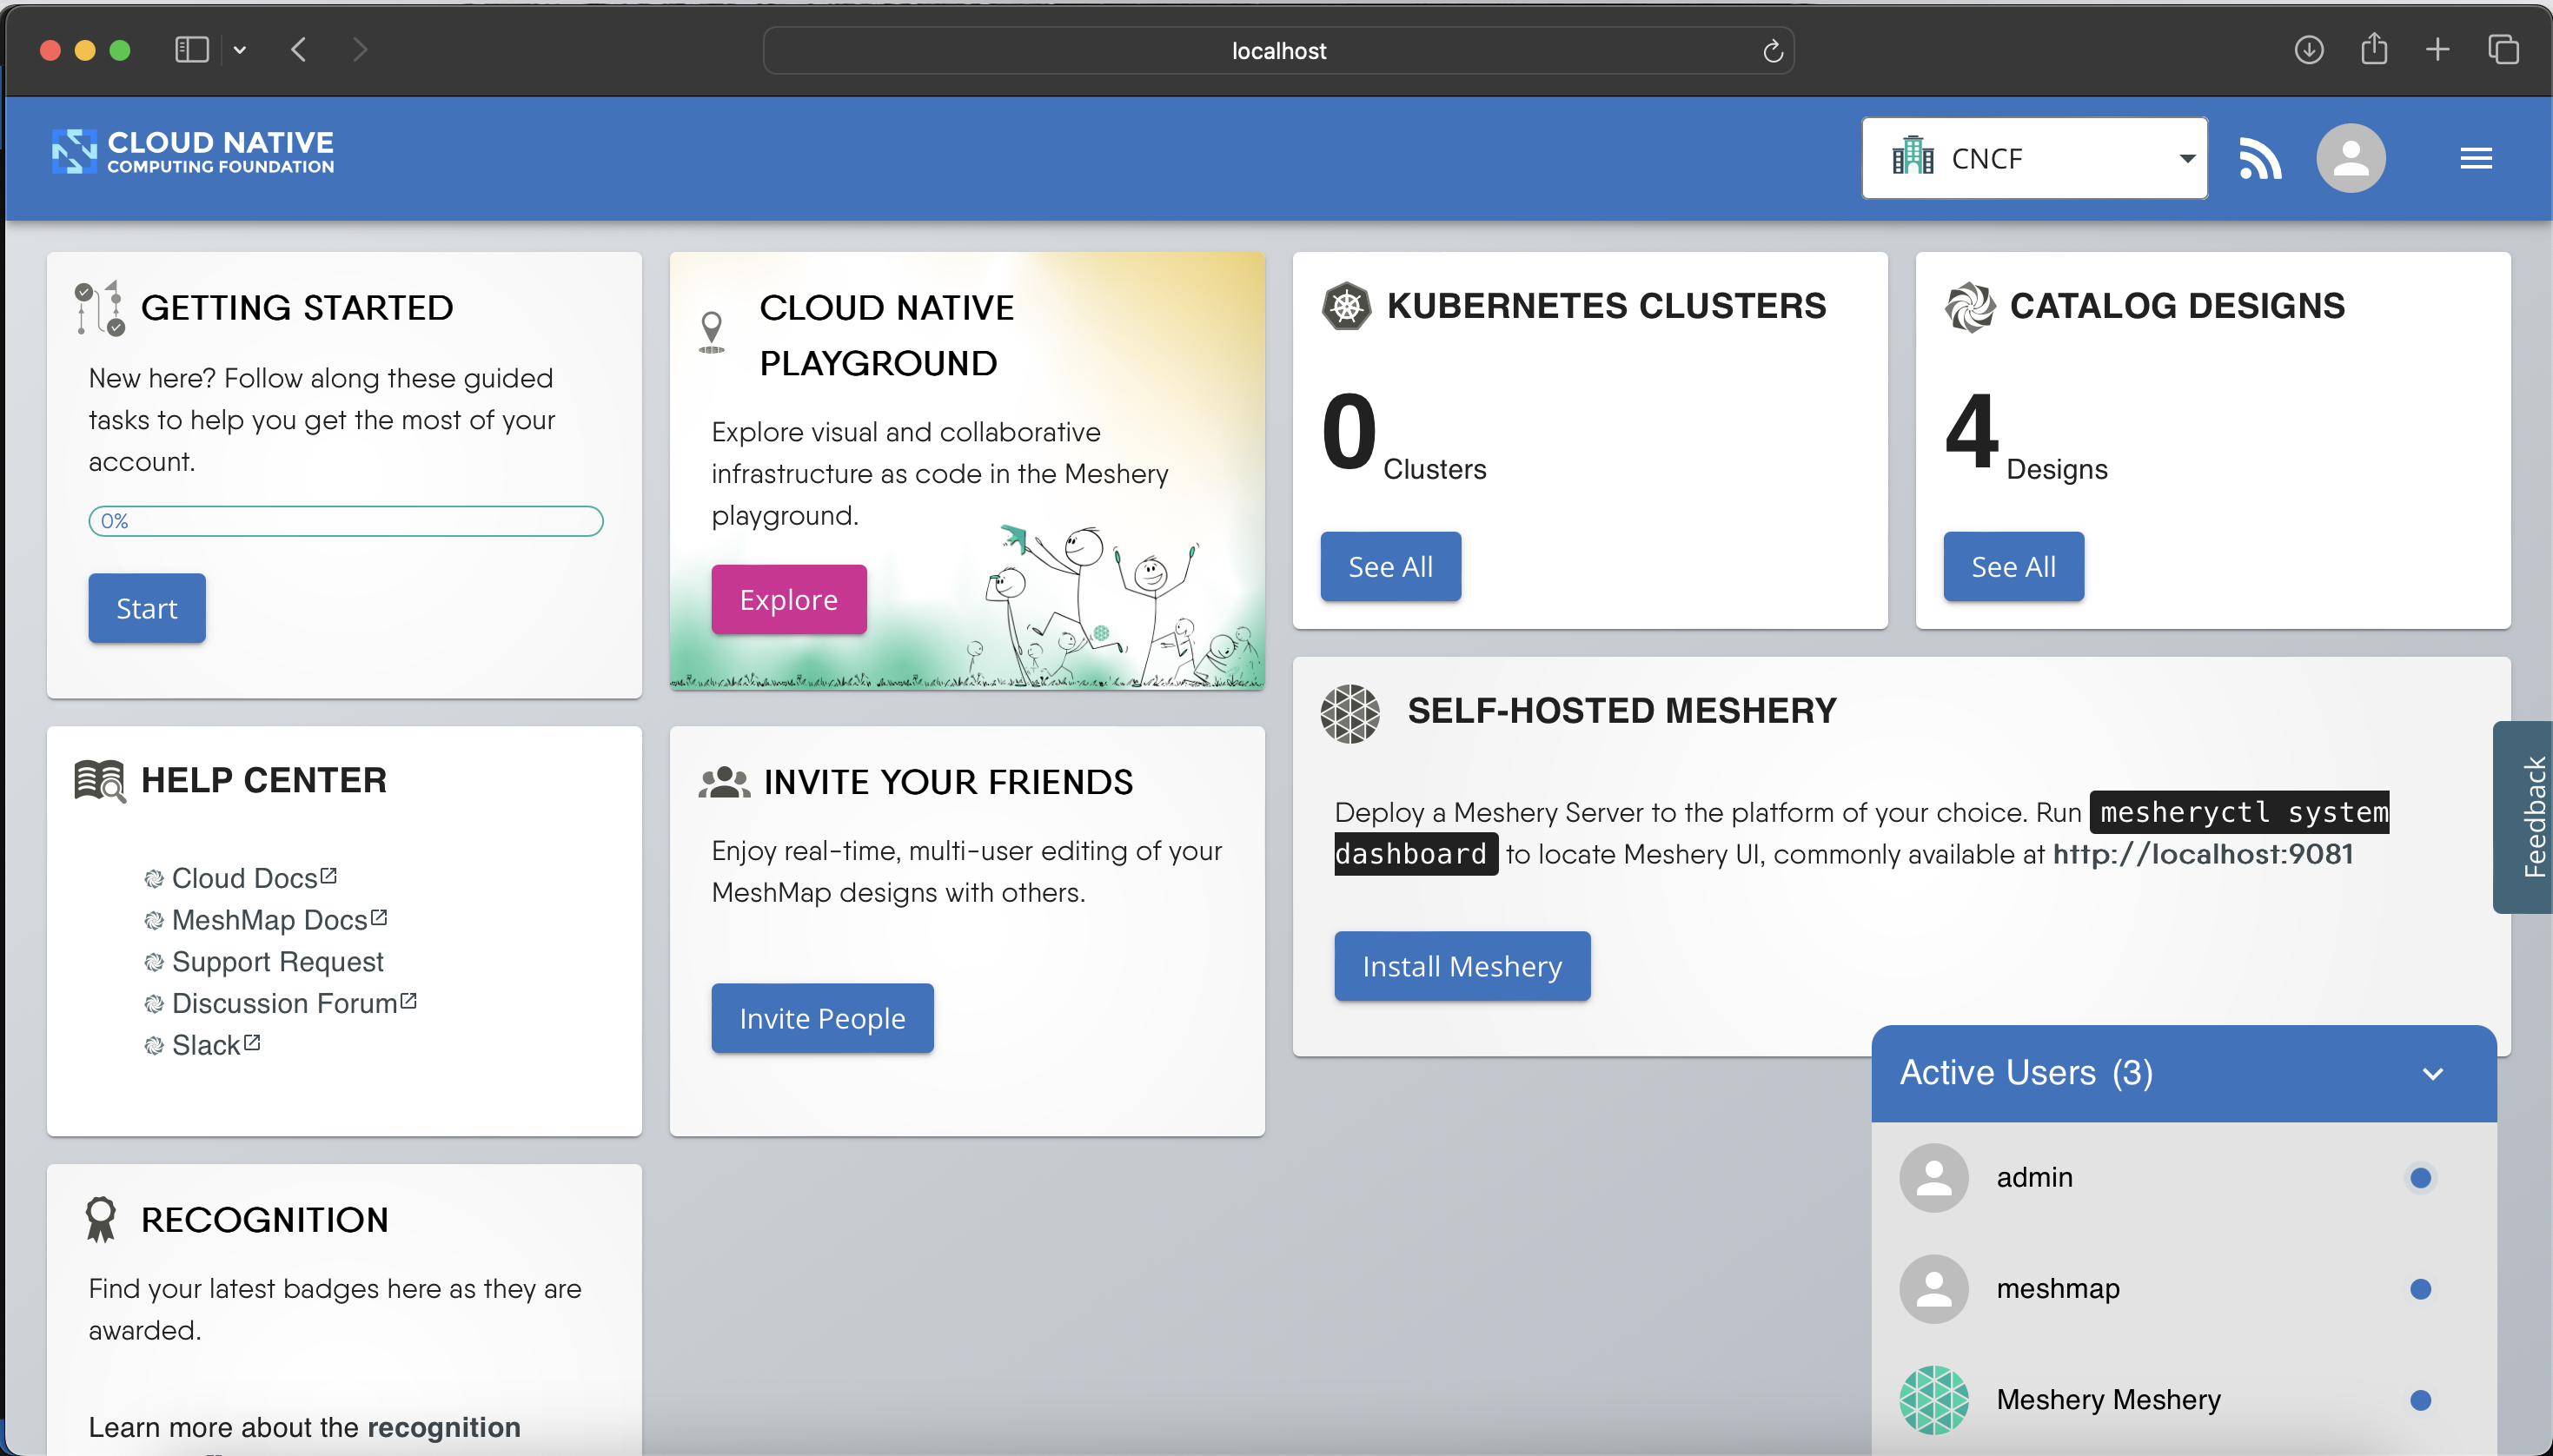 localhost
CLOUD NATIVE
COMPUTING FOUNDATION
CNCF
GETTING STARTED
New here? Follow along these guided
tasks to help you get the most of your
account.
0%
Start
CLOUD NATIVE
PLAYGROUND
Explore visual and collaborative
infrastructure as code in the Meshery
playground.
Explore
KUBERNETES CLUSTERS
0 Clusters
See All
CATALOG DESIGNS
4 Designs
See All
HELP CENTER
Cloud Docs
MeshMap Docs
Support Request
Discussion Forum
Slack
INVITE YOUR FRIENDS
Enjoy real-time, multi-user editing of your
MeshMap designs with others.
Invite People
SELF-HOSTED MESHERY
Deploy a Meshery Server to the platform of your choice. Run mesheryctl system
dashboard to locate Meshery UI, commonly available at http://localhost:9081
Install Meshery
Feedback
RECOGNITION
Find your latest badges here as they are
awarded.
Learn more about the recognition
Active Users (3)
admin
meshmap
Meshery Meshery